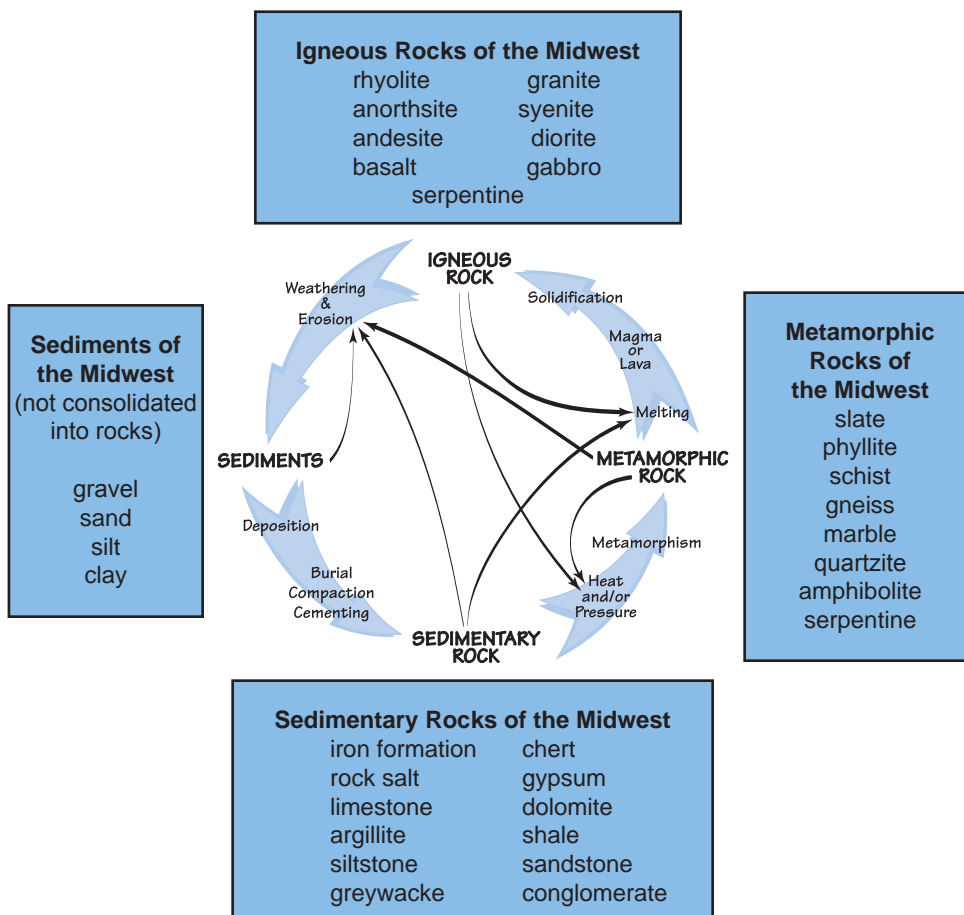 Igneous Rocks of the Midwest
rhyolite granite
anorthsite syenite
andesite diorite
basalt gabbro
serpentine
IGNEOUS
ROCK
Weathering
&
Erosion
Solidification
Magma
or
Lava
Melting
Sediments of
the Midwest
(not consolidated
into rocks)
gravel
sand
silt
clay
SEDIMENTS
METAMORPHIC
ROCK
Metamorphic
Rocks of
the Midwest
slate
phyllite
schist
gneiss
marble
quartzite
amphibolite
serpentine
Deposition
Burial
Compaction
Cementing
Metamorphism
Heat
and/or
Pressure
SEDIMENTARY
ROCK
Sedimentary Rocks of the Midwest
iron formation chert
rock salt gypsum
limestone dolomite
argillite shale
siltstone sandstone
greywacke conglomerate